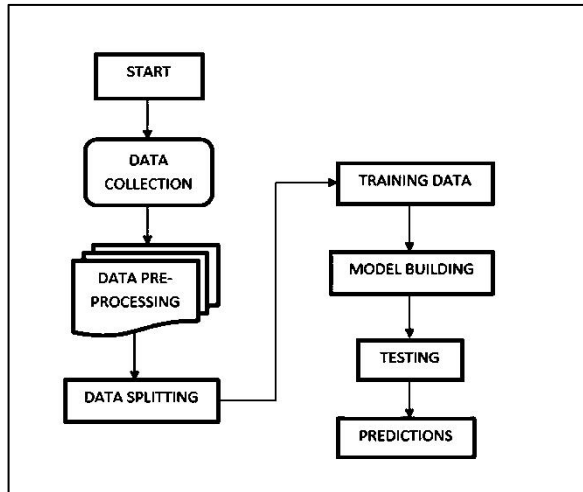 START
DATA
COLLECTION
DATA PRE-
PROCESSING
DATA SPLITTING
TRAINING DATA
MODEL BUILDING
TESTING
PREDICTIONS